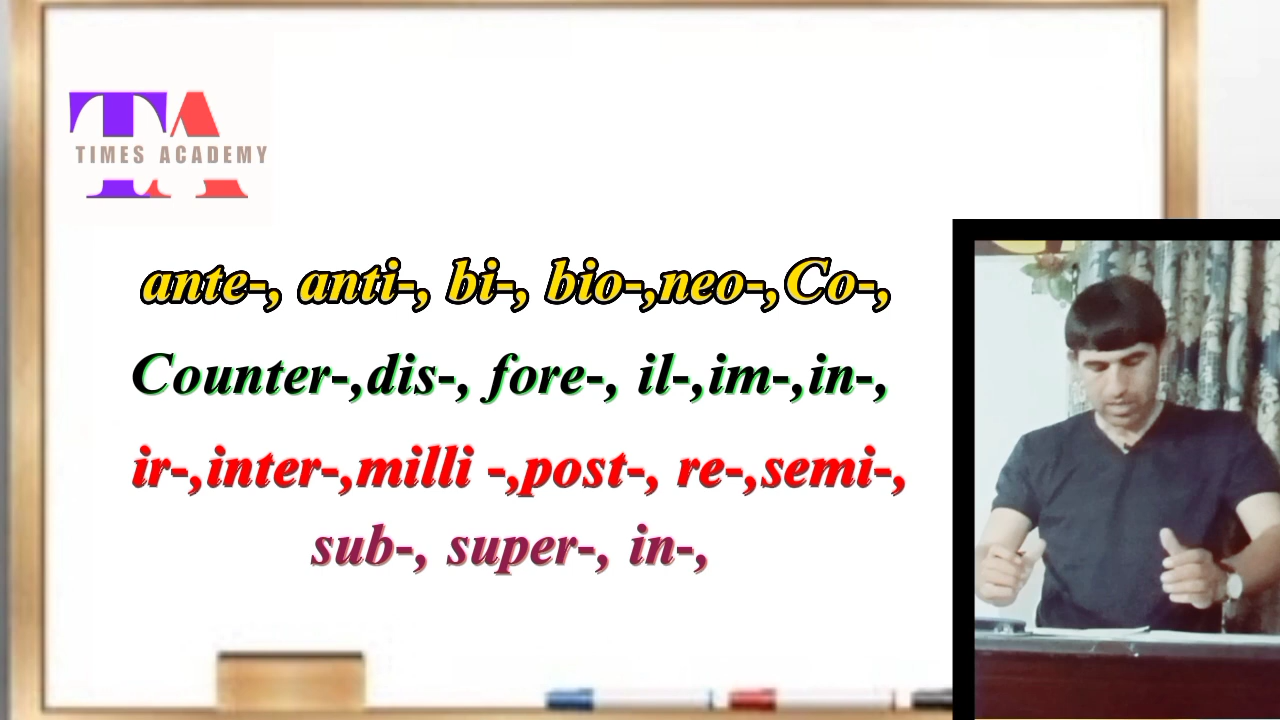 TA
TIMES ACADEMY
ante-, anti-, bi-, bio-,neo-,Co-,
Counter-,dis-, fore-, il-,im-,in-,
ir-,inter-,milli -,post-, re-,semi-,
sub-, super-, in-,